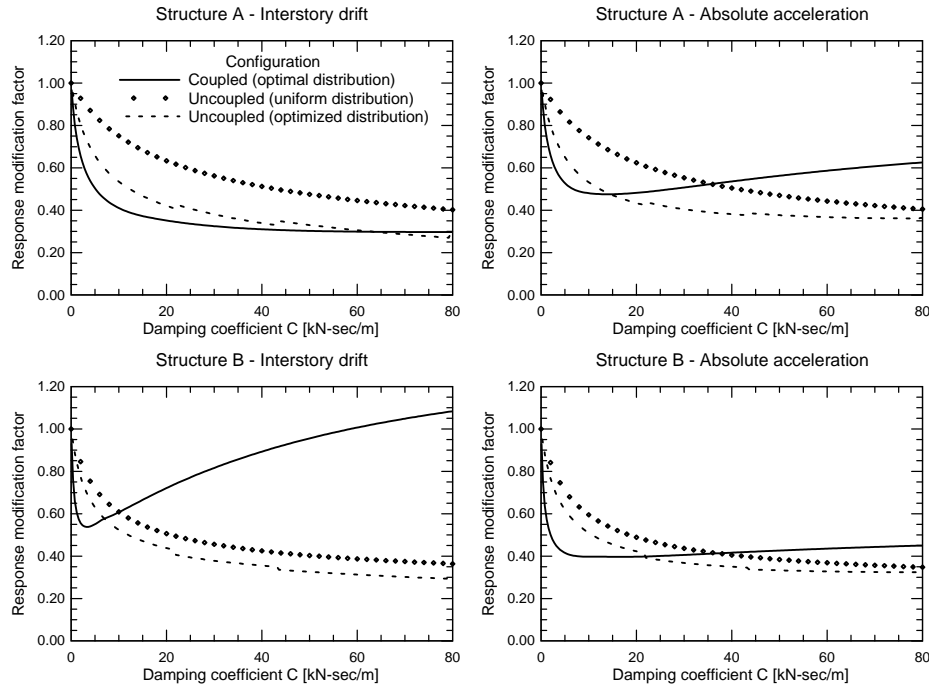 Structure A - Interstory drift
1.20
1.00
0.80
0.60
0.40
0.20
0.00
Response modification factor
Configuration
Coupled (optimal distribution)
Uncoupled (uniform distribution)
Uncoupled (optimized distribution)
0 20 40 60 80
Damping coefficient C [kN-sec/m]
Structure A - Absolute acceleration
1.20
1.00
0.80
0.60
0.40
0.20
0.00
Response modification factor
0 20 40 60 80
Damping coefficient C [kN-sec/m]
Structure B - Interstory drift
1.20
1.00
0.80
0.60
0.40
0.20
0.00
Response modification factor
0 20 40 60 80
Damping coefficient C [kN-sec/m]
Structure B - Absolute acceleration
1.20
1.00
0.80
0.60
0.40
0.20
0.00
Response modification factor
0 20 40 60 80
Damping coefficient C [kN-sec/m]